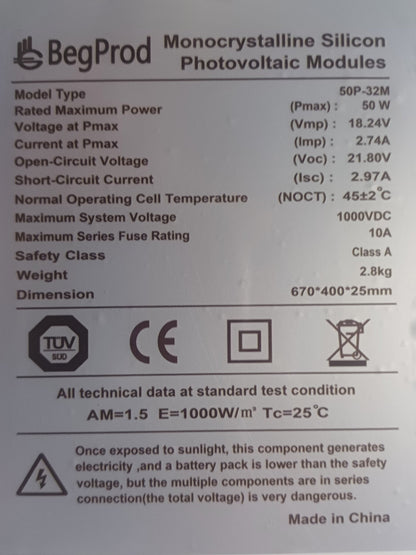 BegProd Monocrystalline Silicon
Photovoltaic Modules
Model Type 50P-32M
Rated Maximum Power (Pmax) : 50 W
Voltage at Pmax (Vmp) : 18.24V
Current at Pmax (Imp) : 2.74A
Open-Circuit Voltage (Voc) : 21.80V
Short-Circuit Current (Isc) : 2.97A
Normal Operating Cell Temperature (NOCT) : 45±2℃
Maximum System Voltage 1000VDC
Maximum Series Fuse Rating 10A
Safety Class Class A
Weight 2.8kg
Dimension 670*400*25mm
TÜV
SÜD
CE
All technical data at standard test condition
AM=1.5 E=1000W/㎡ Tc=25℃
Once exposed to sunlight, this component generates
electricity ,and a battery pack is lower than the safety
voltage, but the multiple components are in series
connection(the total voltage) is very dangerous.
Made in China